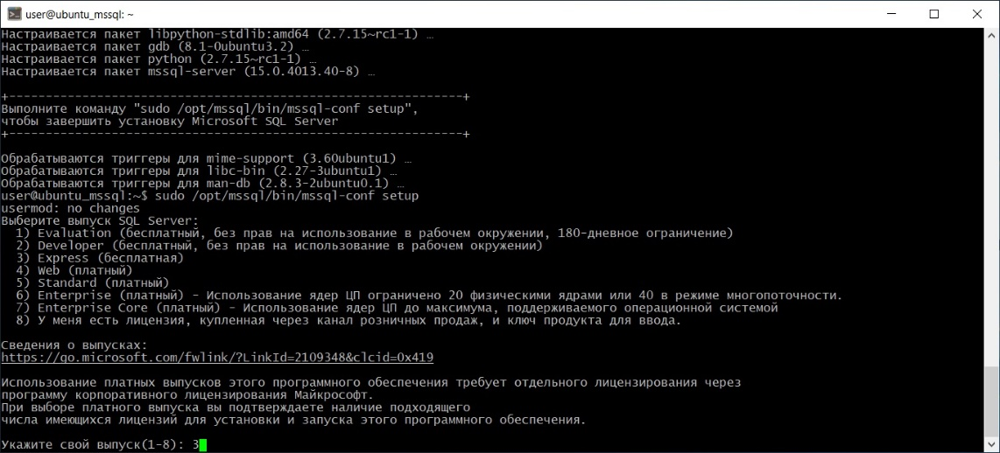 user@ubuntu_mssql: ~
Настраивается пакет libpython-stdlib:amd64 (2.7.15~rc1-1) …
Настраивается пакет gdb (8.1-0ubuntu3.2) …
Настраивается пакет python (2.7.15~rc1-1) …
Настраивается пакет mssql-server (15.0.4013.40-8) …
+--------------------------------------------------------------+
Выполните команду "sudo /opt/mssql/bin/mssql-conf setup",
чтобы завершить установку Microsoft SQL Server
+--------------------------------------------------------------+
Обрабатываются триггеры для mime-support (3.60ubuntu1) …
Обрабатываются триггеры для libc-bin (2.27-3ubuntu1) …
Обрабатываются триггеры для man-db (2.8.3-2ubuntu0.1) …
user@ubuntu_mssql:~$ sudo /opt/mssql/bin/mssql-conf setup
usermod: no changes
Выберите выпуск SQL Server:
1) Evaluation (бесплатный, без прав на использование в рабочем окружении, 180-дневное ограничение)
2) Developer (бесплатный, без прав на использование в рабочем окружении)
3) Express (бесплатная)
4) Web (платный)
5) Standard (платный)
6) Enterprise (платный) - Использование ядер ЦП ограничено 20 физическими ядрами или 40 в режиме многопоточности.
7) Enterprise Core (платный) - Использование ядер ЦП до максимума, поддерживаемого операционной системой
8) У меня есть лицензия, купленная через канал розничных продаж, и ключ продукта для ввода.
Сведения о выпусках:
https://go.microsoft.com/fwlink/?LinkId=2109348&clcid=0x419
Использование платных выпусков этого программного обеспечения требует отдельного лицензирования через
программу корпоративного лицензирования Майкрософт.
При выборе платного выпуска вы подтверждаете наличие подходящего
числа имеющихся лицензий для установки и запуска этого программного обеспечения.
Укажите свой выпуск(1-8): 3